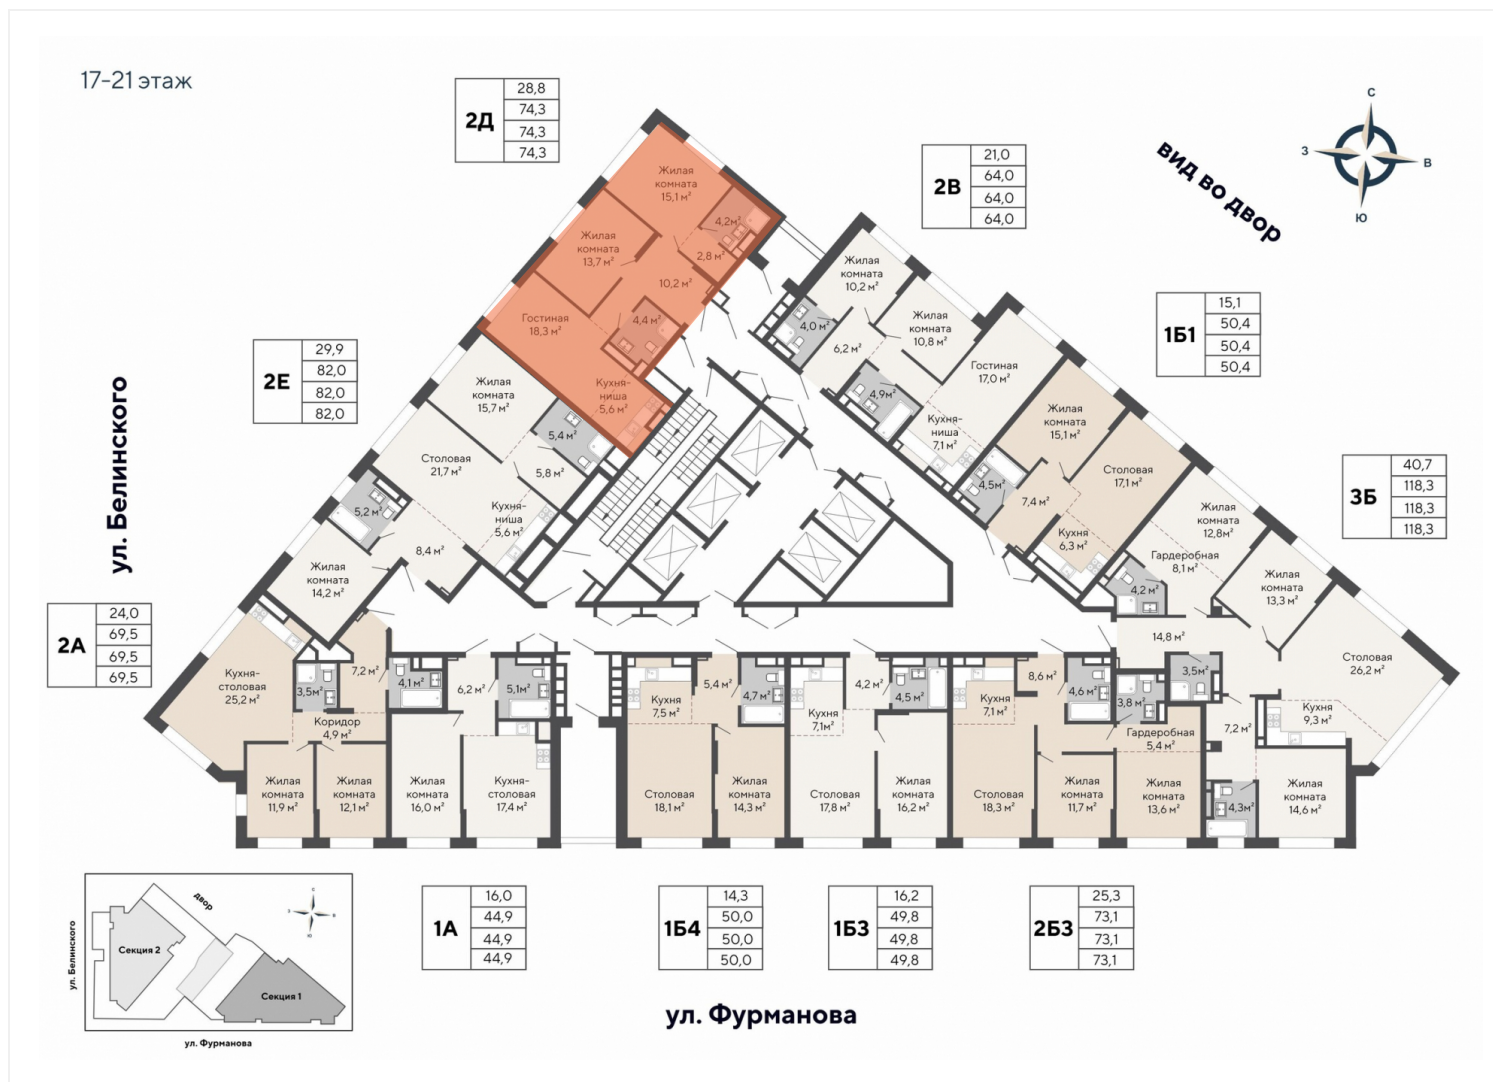 17-21 этаж
2Д
28,8
74,3
74,3
74,3
2В
21,0
64,0
64,0
64,0
вид во двор
С
З
В
Ю
1Б1
15,1
50,4
50,4
50,4
2Е
29,9
82,0
82,0
82,0
3Б
40,7
118,3
118,3
118,3
2А
24,0
69,5
69,5
69,5
ул. Белинского
Жилая
комната
15,1 м²
4,2м²
2,8 м²
Жилая
комната
13,7 м²
10,2 м²
Гостиная
18,3 м²
4,4 м²
Кухня-
ниша
5,6 м²
Жилая
комната
15,7 м²
5,4 м²
Столовая
21,7 м²
5,8 м²
Кухня-
ниша
5,6 м²
5,2 м²
8,4 м²
Жилая
комната
14,2 м²
Жилая
комната
10,2 м²
4,0 м²
6,2 м²
Жилая
комната
10,8 м²
4,9м²
Гостиная
17,0 м²
Кухня-
ниша
7,1 м²
Жилая
комната
15,1 м²
4,5м²
7,4 м²
Столовая
17,1 м²
Кухня
6,3 м²
Жилая
комната
12,8м²
Гардеробная
8,1 м²
4,2 м²
Жилая
комната
13,3 м²
14,8 м²
3,5м²
Столовая
26,2 м²
Кухня
9,3 м²
7,2 м²
4,3м²
Жилая
комната
14,6 м²
Кухня-
столовая
25,2 м²
3,5м²
7,2 м²
Коридор
4,9 м²
Жилая
комната
11,9 м²
Жилая
комната
12,1 м²
4,1 м²
6,2 м²
5,1м²
Жилая
комната
16,0 м²
Кухня-
столовая
17,4 м²
Кухня
7,5 м²
5,4 м²
4,7 м²
Столовая
18,1 м²
Жилая
комната
14,3 м²
Кухня
7,1м²
4,2 м²
4,5 м²
Столовая
17,8 м²
Жилая
комната
16,2 м²
Кухня
7,1 м²
8,6 м²
4,6 м²
3,8 м²
Гардеробная
5,4 м²
Столовая
18,3 м²
Жилая
комната
11,7 м²
Жилая
комната
13,6 м²
1А
16,0
44,9
44,9
44,9
1Б4
14,3
50,0
50,0
50,0
1Б3
16,2
49,8
49,8
49,8
2Б3
25,3
73,1
73,1
73,1
ул. Фурманова
ул. Белинского
двор
С
З
В
Ю
Секция 2
Секция 1
ул. Фурманова